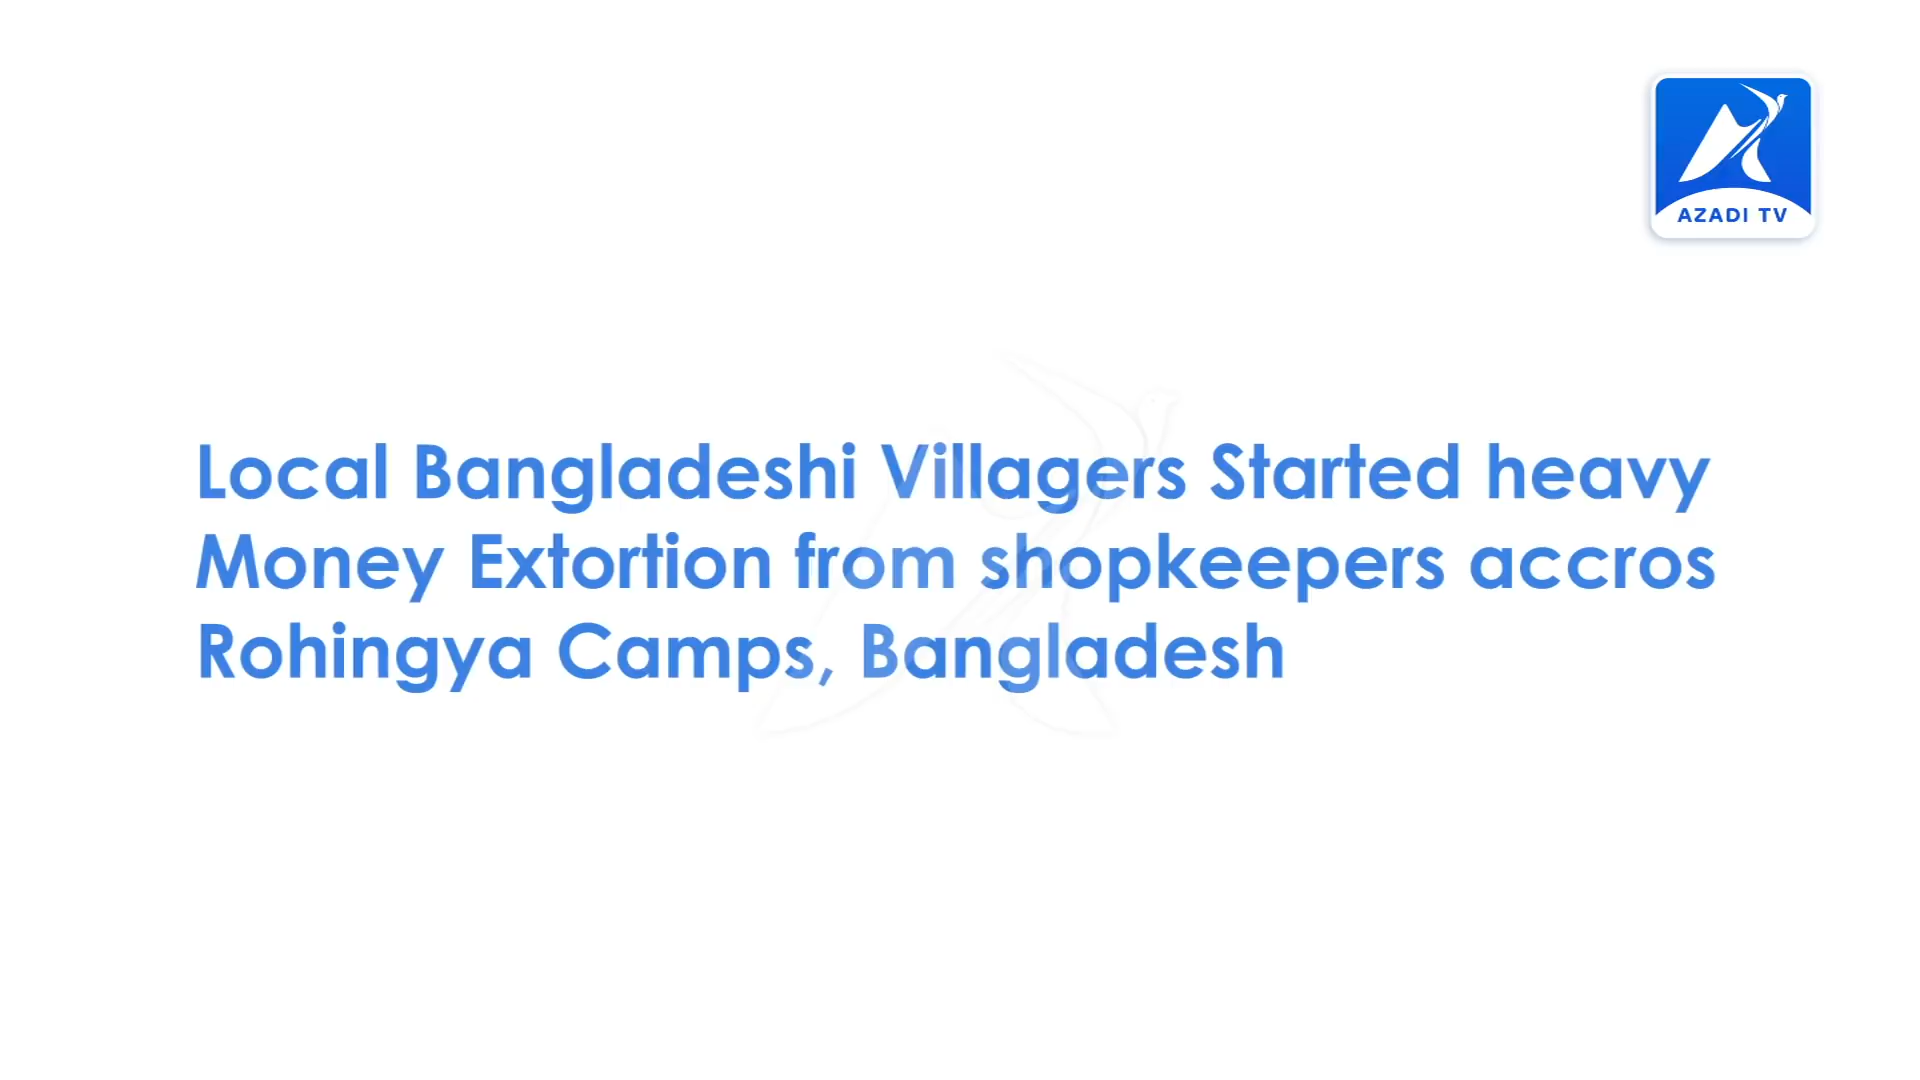 AZADI TV
Local Bangladeshi Villagers Started heavy
Money Extortion from shopkeepers accros
Rohingya Camps, Bangladesh